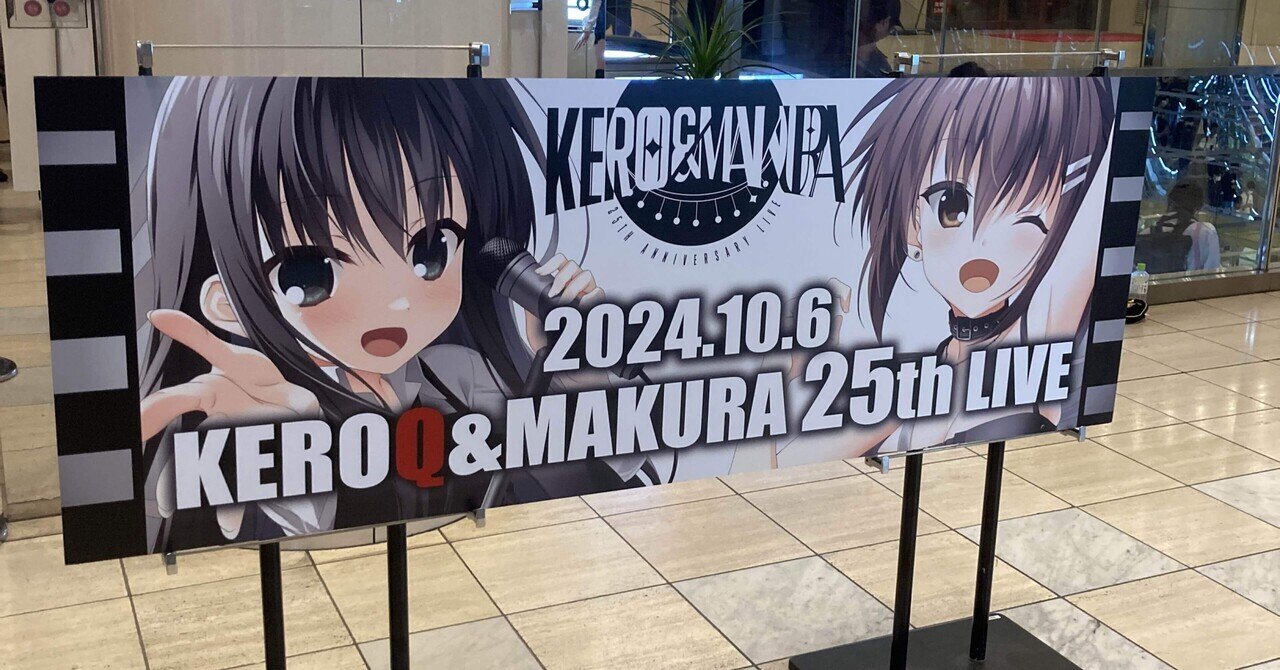 KERO&MAKURA
25TH ANNIVERSARY LIVE
2024.10.6
KEROQ&MAKURA 25th LIVE